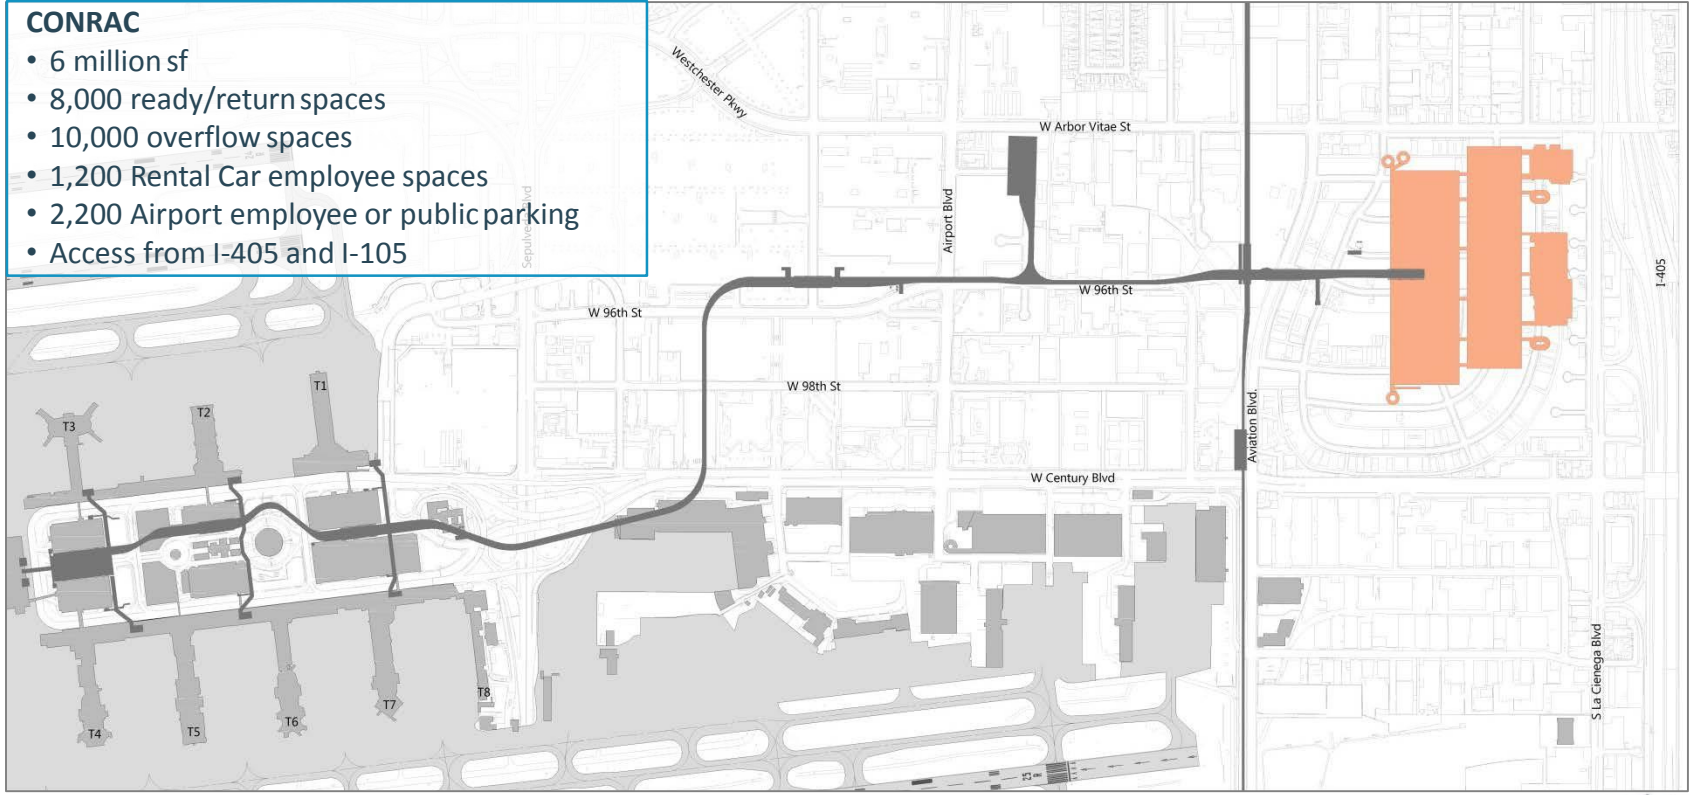 CONRAC
• 6 million sf
• 8,000 ready/return spaces
• 10,000 overflow spaces
• 1,200 Rental Car employee spaces
• 2,200 Airport employee or public parking
• Access from I-405 and I-105
Westchester Pkwy
W Arbor Vitae St
Sepulveda Blvd
Airport Blvd
I-405
W 96th St
W 96th St
W 98th St
Aviation Blvd.
W Century Blvd
T1
T2
T3
S La Cienega Blvd
T8
T7
T6
T5
T4
25